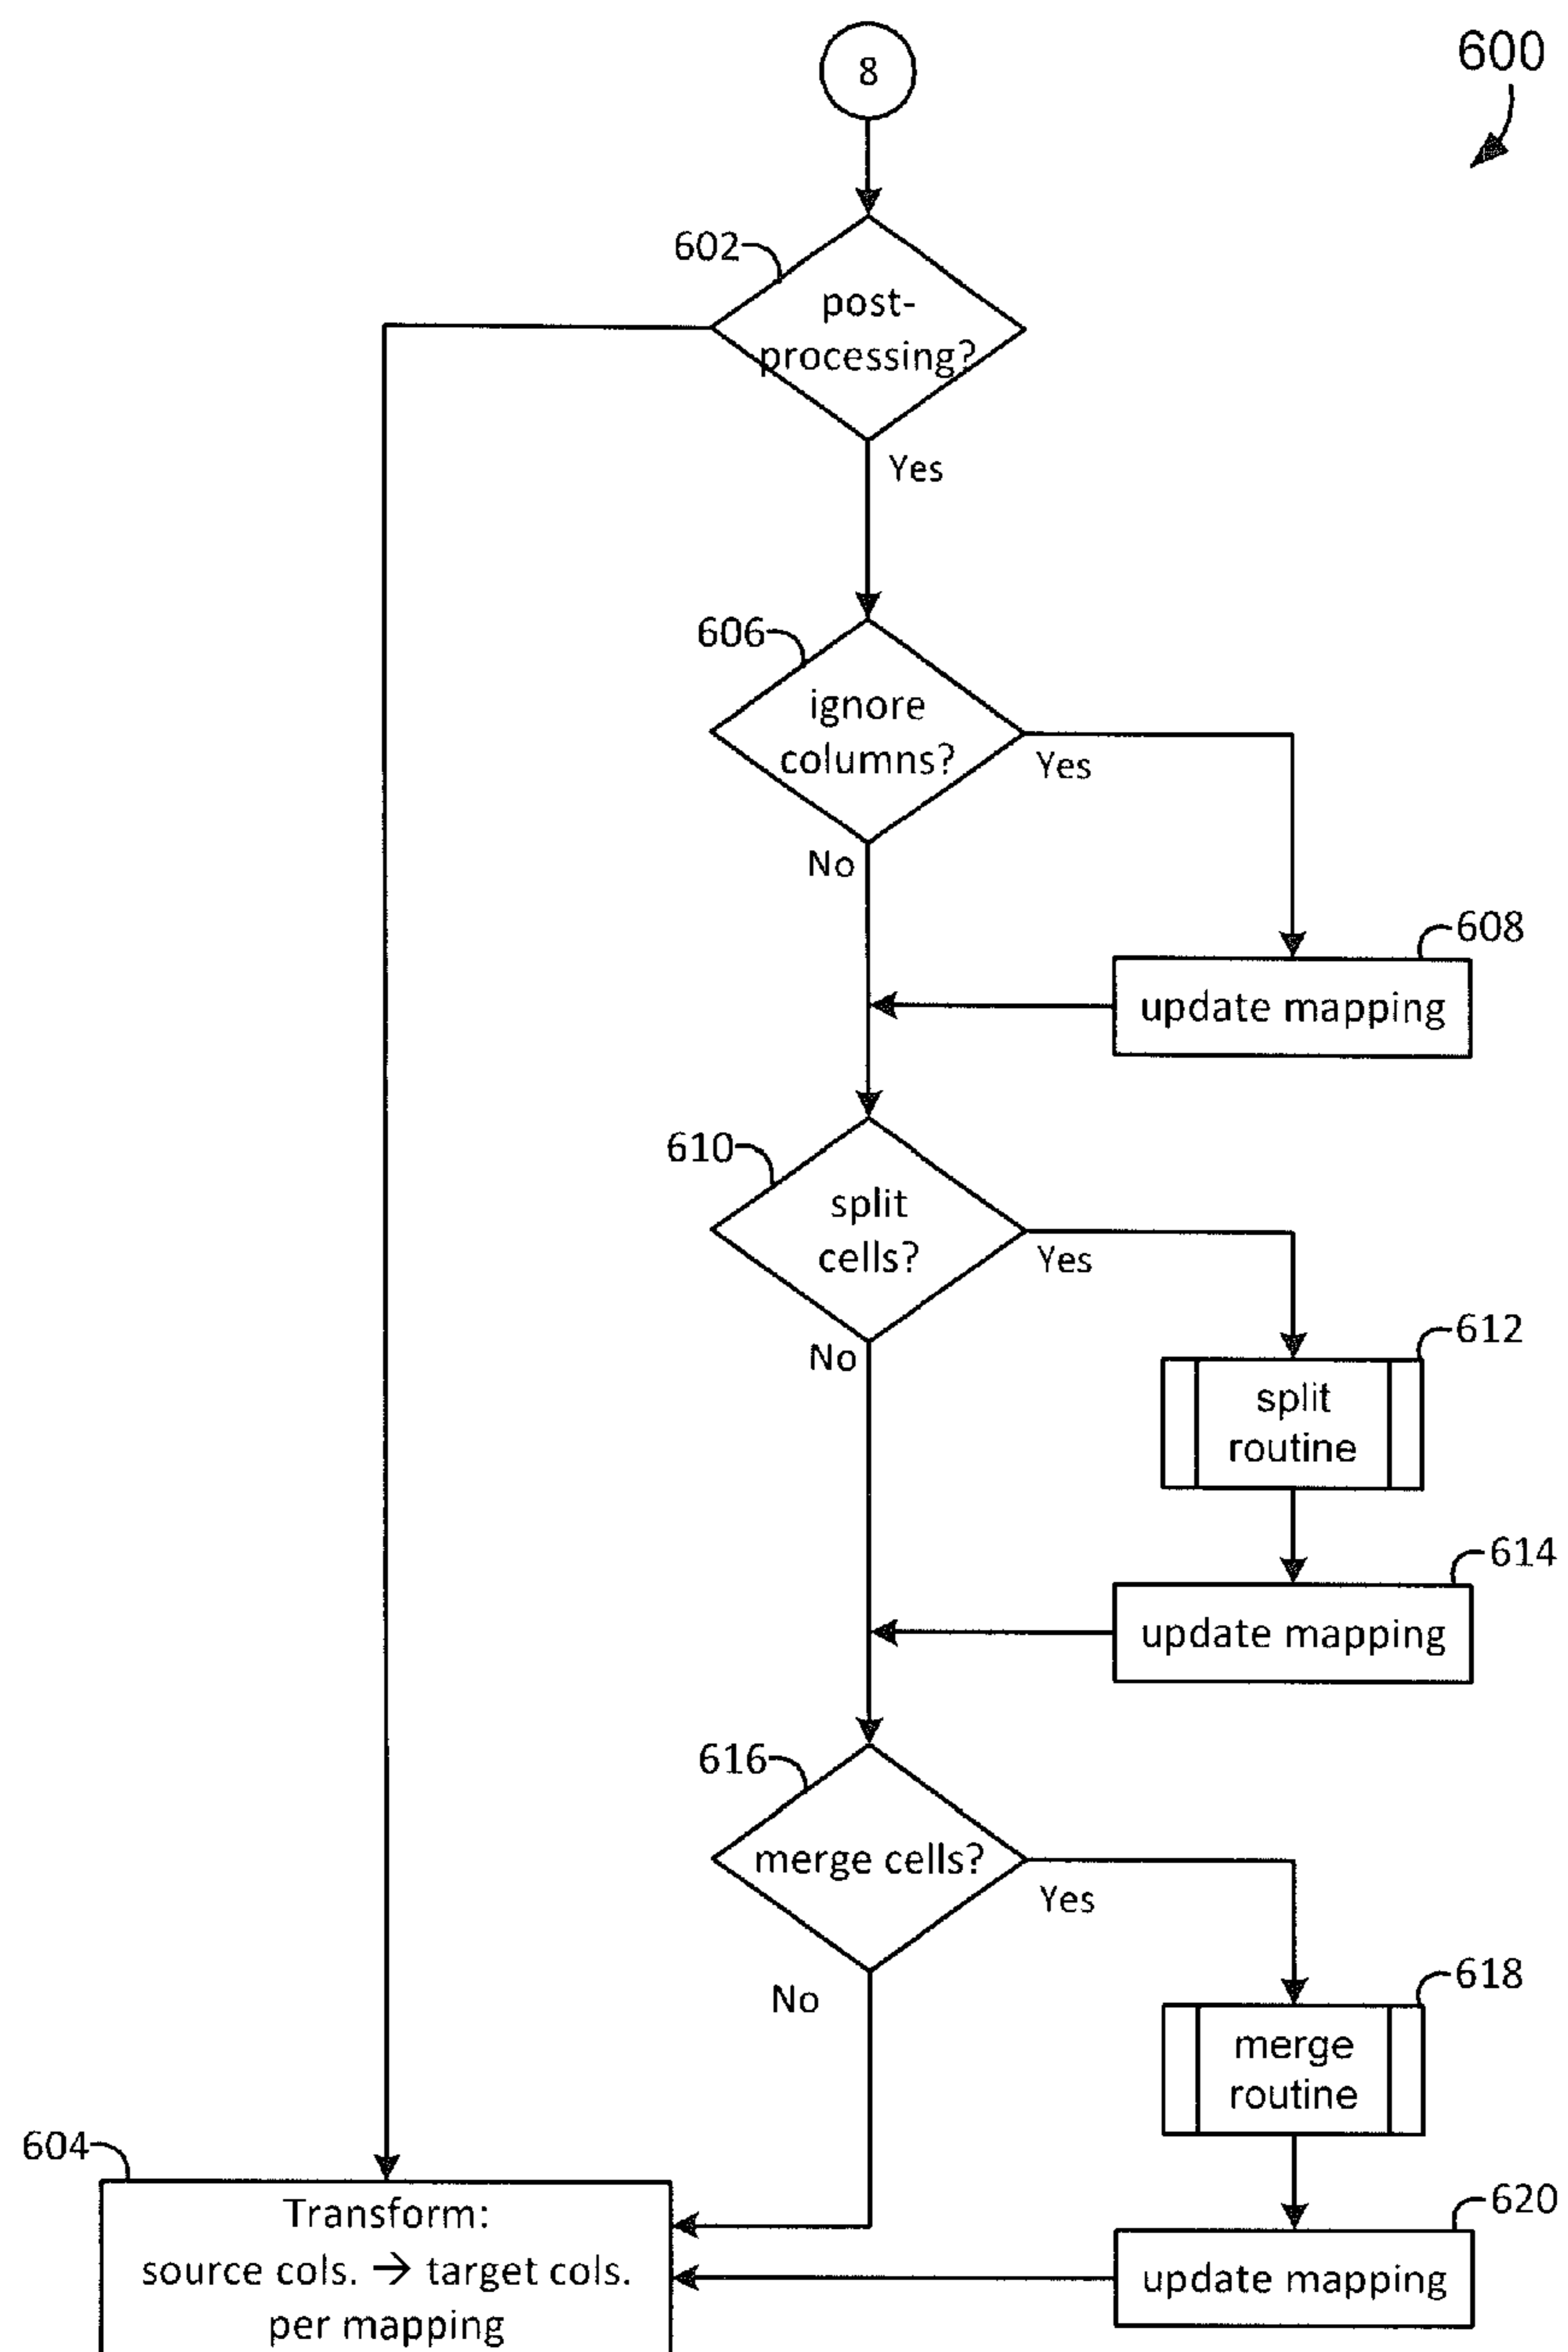 8
600
602
post-
processing?
Yes
606
ignore
columns?
Yes
No
608
update mapping
610
split
cells?
Yes
No
612
split
routine
614
update mapping
616
merge cells?
Yes
No
618
merge
routine
604
Transform:
source cols. → target cols.
per mapping
620
update mapping